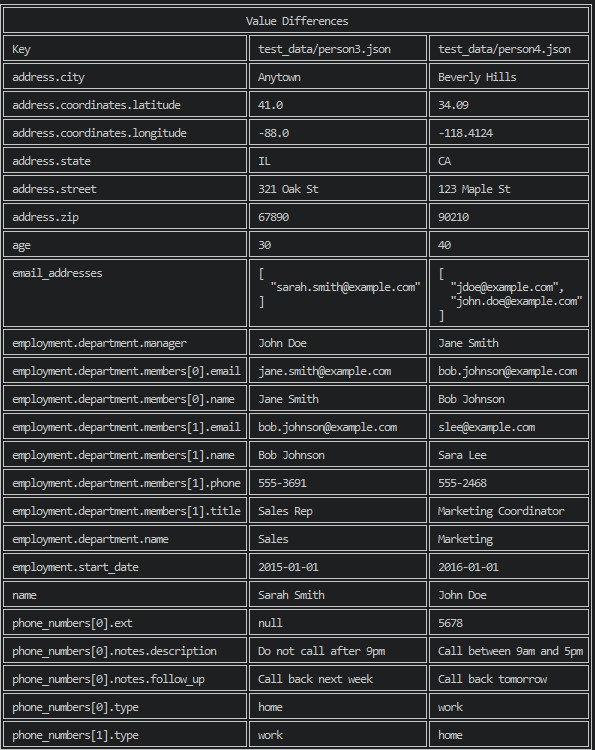 Value Differences
Key test_data/person3.json test_data/person4.json
address.city Anytown Beverly Hills
address.coordinates.latitude 41.0 34.09
address.coordinates.longitude -88.0 -118.4124
address.state IL CA
address.street 321 Oak St 123 Maple St
address.zip 67890 90210
age 30 40
email_addresses [ [
"sarah.smith@example.com" "jdoe@example.com",
] "john.doe@example.com"
]
employment.department.manager John Doe Jane Smith
employment.department.members[0].email jane.smith@example.com bob.johnson@example.com
employment.department.members[0].name Jane Smith Bob Johnson
employment.department.members[1].email bob.johnson@example.com slee@example.com
employment.department.members[1].name Bob Johnson Sara Lee
employment.department.members[1].phone 555-3691 555-2468
employment.department.members[1].title Sales Rep Marketing Coordinator
employment.department.name Sales Marketing
employment.start_date 2015-01-01 2016-01-01
name Sarah Smith John Doe
phone_numbers[0].ext null 5678
phone_numbers[0].notes.description Do not call after 9pm Call between 9am and 5pm
phone_numbers[0].notes.follow_up Call back next week Call back tomorrow
phone_numbers[0].type home work
phone_numbers[1].type work home